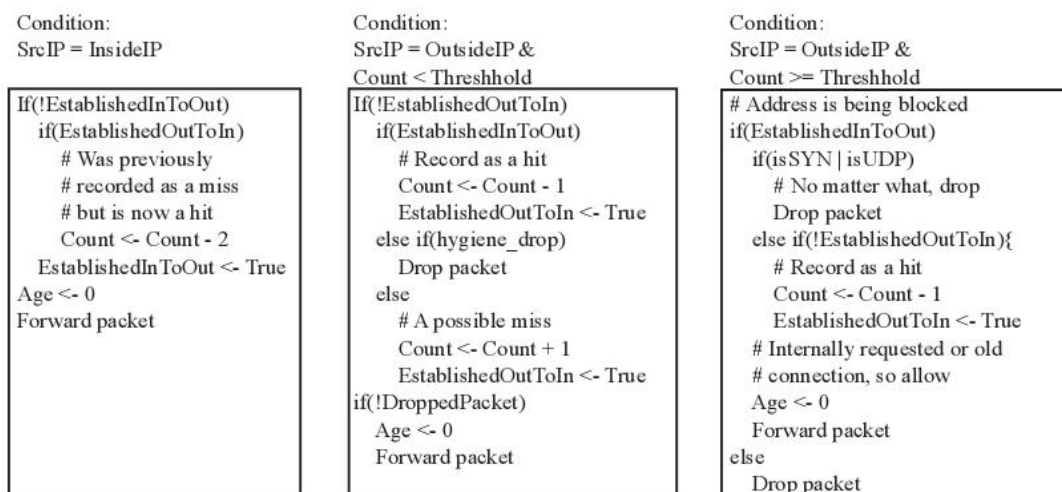 Condition:
SrcIP = InsideIP
If(!EstablishedInToOut)
if(EstablishedOutToIn)
# Was previously
# recorded as a miss
# but is now a hit
Count <- Count - 2
EstablishedInToOut <- True
Age <- 0
Forward packet
Condition:
SrcIP = OutsideIP &
Count < Threshhold
If(!EstablishedOutToIn)
if(EstablishedInToOut)
# Record as a hit
Count <- Count - 1
EstablishedOutToIn <- True
else if(hygiene_drop)
Drop packet
else
# A possible miss
Count <- Count + 1
EstablishedOutToIn <- True
if(!DroppedPacket)
Age <- 0
Forward packet
Condition:
SrcIP = OutsideIP &
Count >= Threshhold
# Address is being blocked
if(EstablishedInToOut)
if(isSYN | isUDP)
# No matter what, drop
Drop packet
else if(!EstablishedOutToIn){
# Record as a hit
Count <- Count - 1
EstablishedOutToIn <- True
# Internally requested or old
# connection, so allow
Age <- 0
Forward packet
else
Drop packet